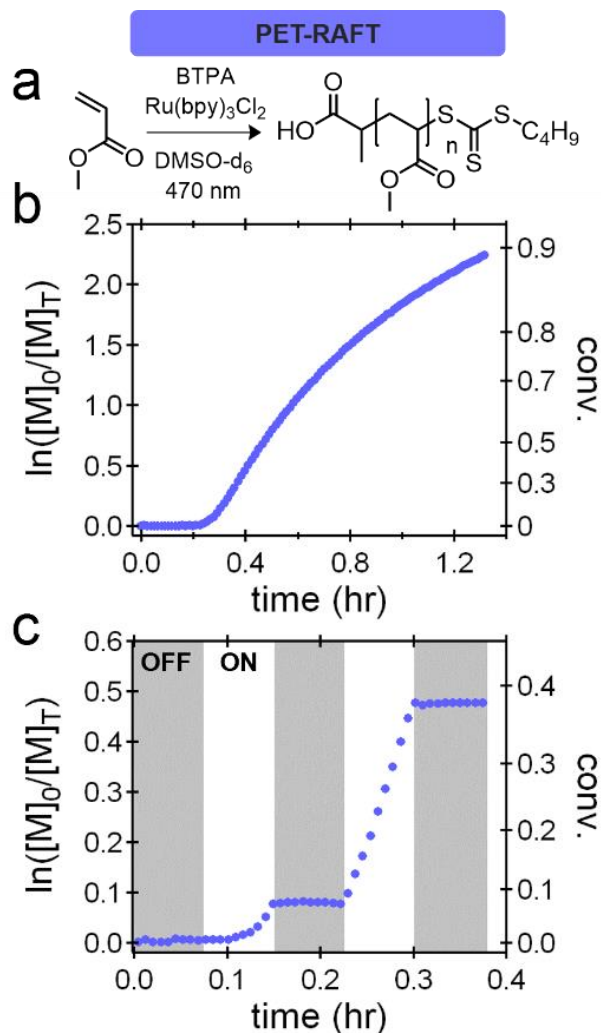 PET-RAFT
a
BTPA
Ru(bpy)3Cl2
DMSO-d6
470 nm
O
O
O
HO
n
S
S
C4H9
S
O
O
b
2.5
2.0
1.5
1.0
0.5
0.0
ln([M]0/[M]T)
0.9
0.8
0.7
0.5
0.3
0
conv.
0.0 0.4 0.8 1.2
time (hr)
c
OFF ON
0.6
0.5
0.4
0.3
0.2
0.1
0.0
ln([M]0/[M]T)
0.4
0.3
0.1
0.0
conv.
0.0 0.1 0.2 0.3 0.4
time (hr)